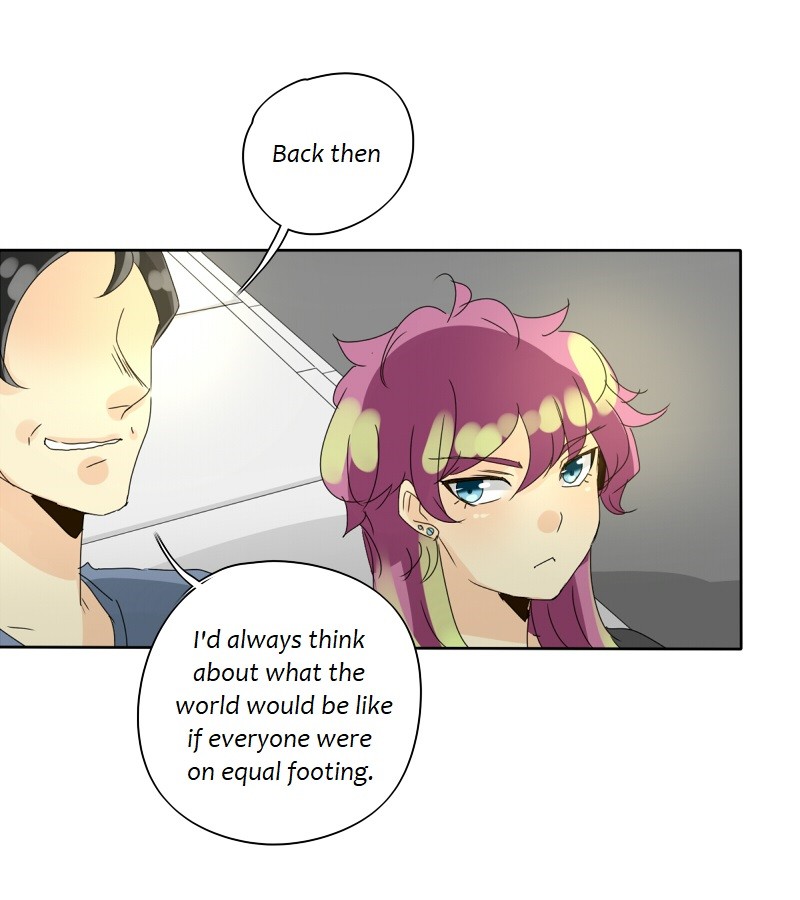 Back then
I'd always think
about what the
world would be like
if everyone were
on equal footing.